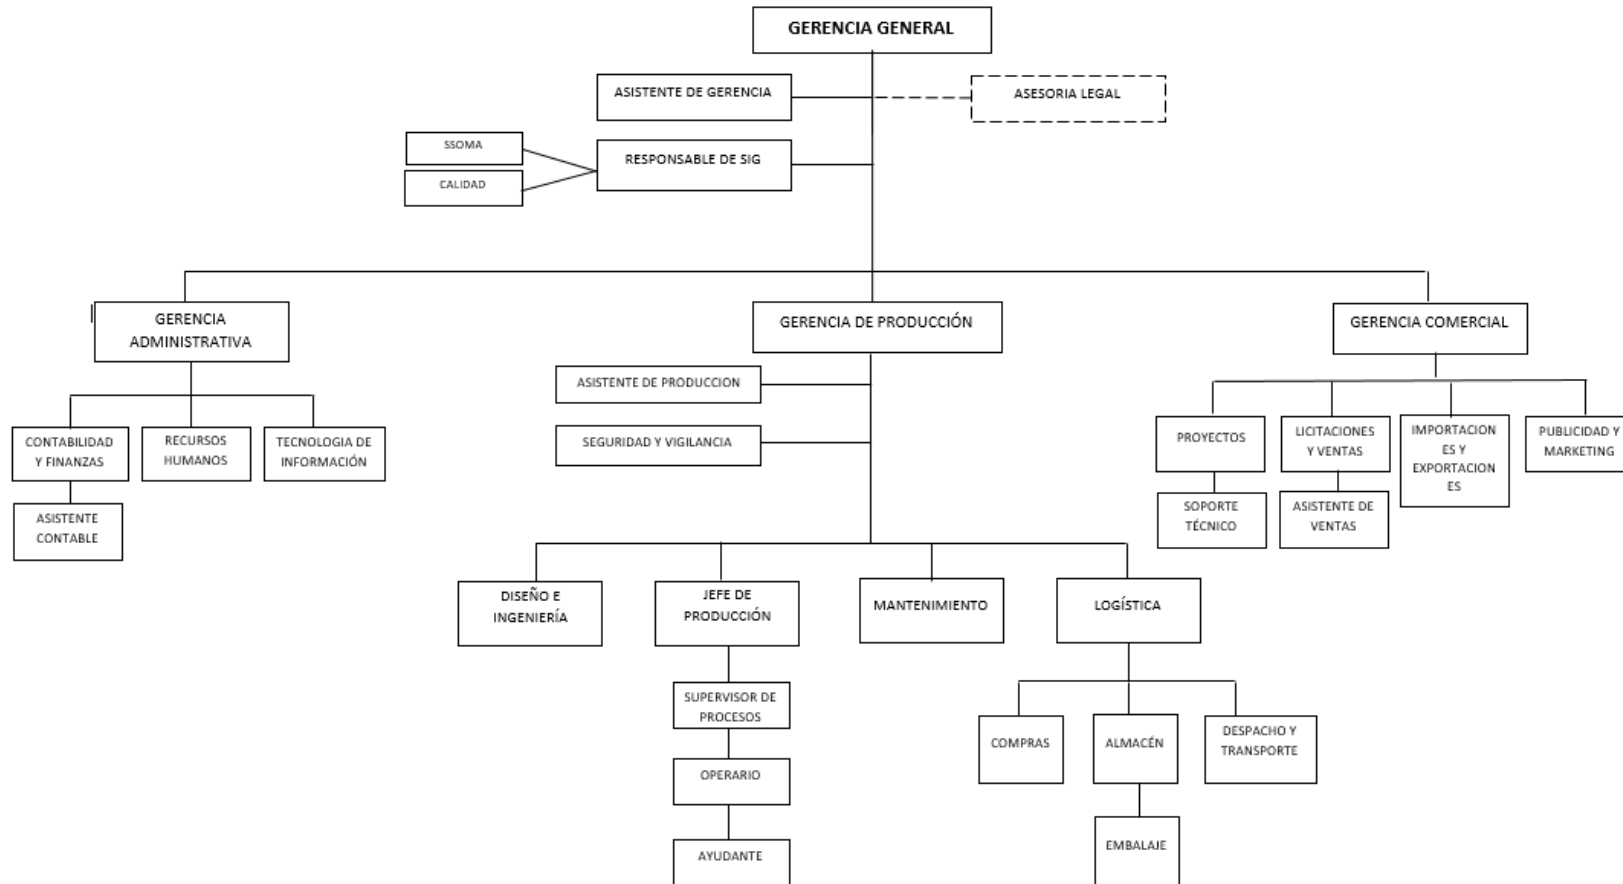 GERENCIA GENERAL
ASISTENTE DE GERENCIA
ASESORIA LEGAL
SSOMA
RESPONSABLE DE SIG
CALIDAD
GERENCIA
ADMINISTRATIVA
GERENCIA DE PRODUCCIÓN
GERENCIA COMERCIAL
ASISTENTE DE PRODUCCION
SEGURIDAD Y VIGILANCIA
CONTABILIDAD
Y FINANZAS
RECURSOS
HUMANOS
TECNOLOGIA DE
INFORMACIÓN
ASISTENTE
CONTABLE
PROYECTOS
LICITACIONES
Y VENTAS
IMPORTACION
ES Y
EXPORTACION
ES
PUBLICIDAD Y
MARKETING
SOPORTE
TÉCNICO
ASISTENTE DE
VENTAS
DISEÑO E
INGENIERÍA
JEFE DE
PRODUCCIÓN
MANTENIMIENTO
LOGÍSTICA
SUPERVISOR DE
PROCESOS
OPERARIO
AYUDANTE
COMPRAS
ALMACÉN
DESPACHO Y
TRANSPORTE
EMBALAJE